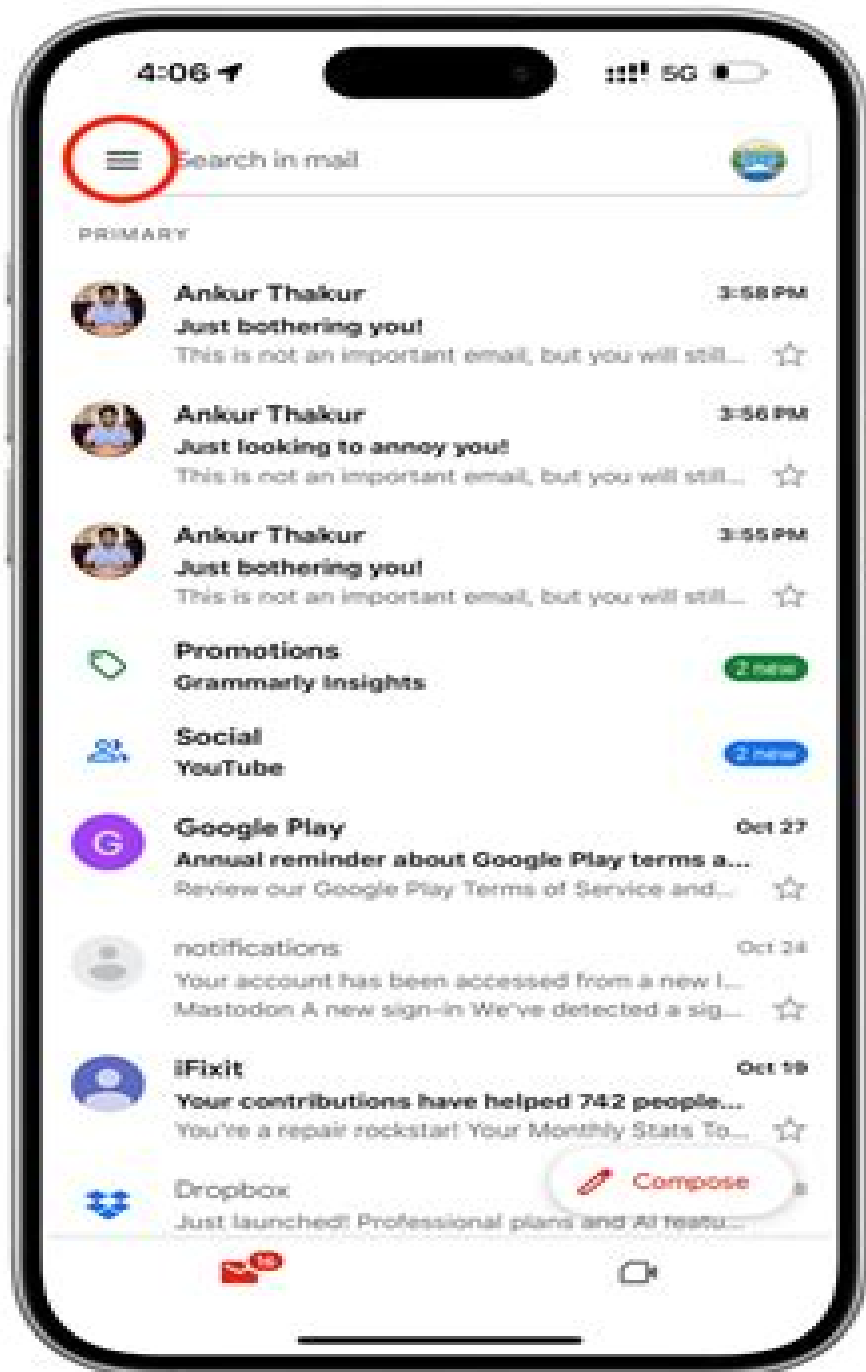 4:06
5G
Search in mail
PRIMARY
Ankur Thakur 3:58 PM
Just bothering you!
This is not an important email, but you will still...
Ankur Thakur 3:56 PM
Just looking to annoy you!
This is not an important email, but you will still...
Ankur Thakur 3:55 PM
Just bothering you!
This is not an important email, but you will still...
Promotions
Grammarly Insights
2 new
Social
YouTube
2 new
G
Google Play Oct 27
Annual reminder about Google Play terms a...
Review our Google Play Terms of Service and...
notifications Oct 24
Your account has been accessed from a new I...
Mastodon A new sign-in We've detected a sig...
iFixit Oct 19
Your contributions have helped 742 people...
You're a repair rockstar! Your Monthly Stats To...
Dropbox
Compose
Just launched! Professional plans and AI featu...